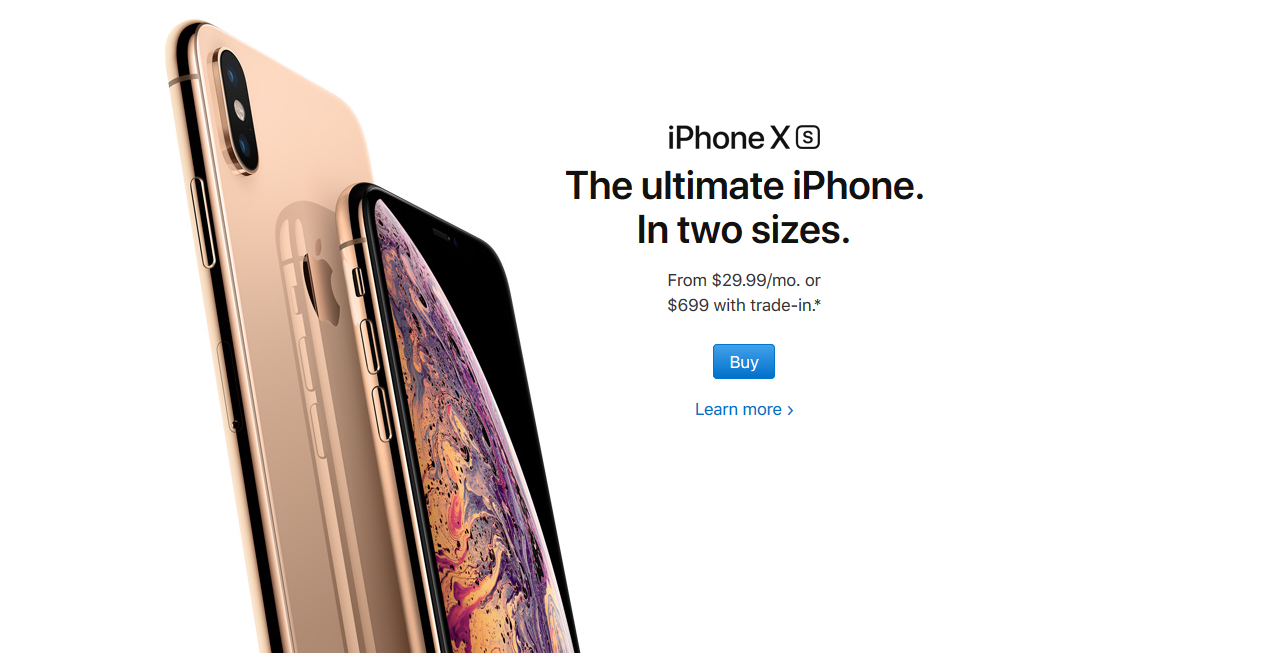 iPhone XS
The ultimate iPhone.
In two sizes.
From $29.99/mo. or
$699 with trade-in.*
Buy
Learn more ›